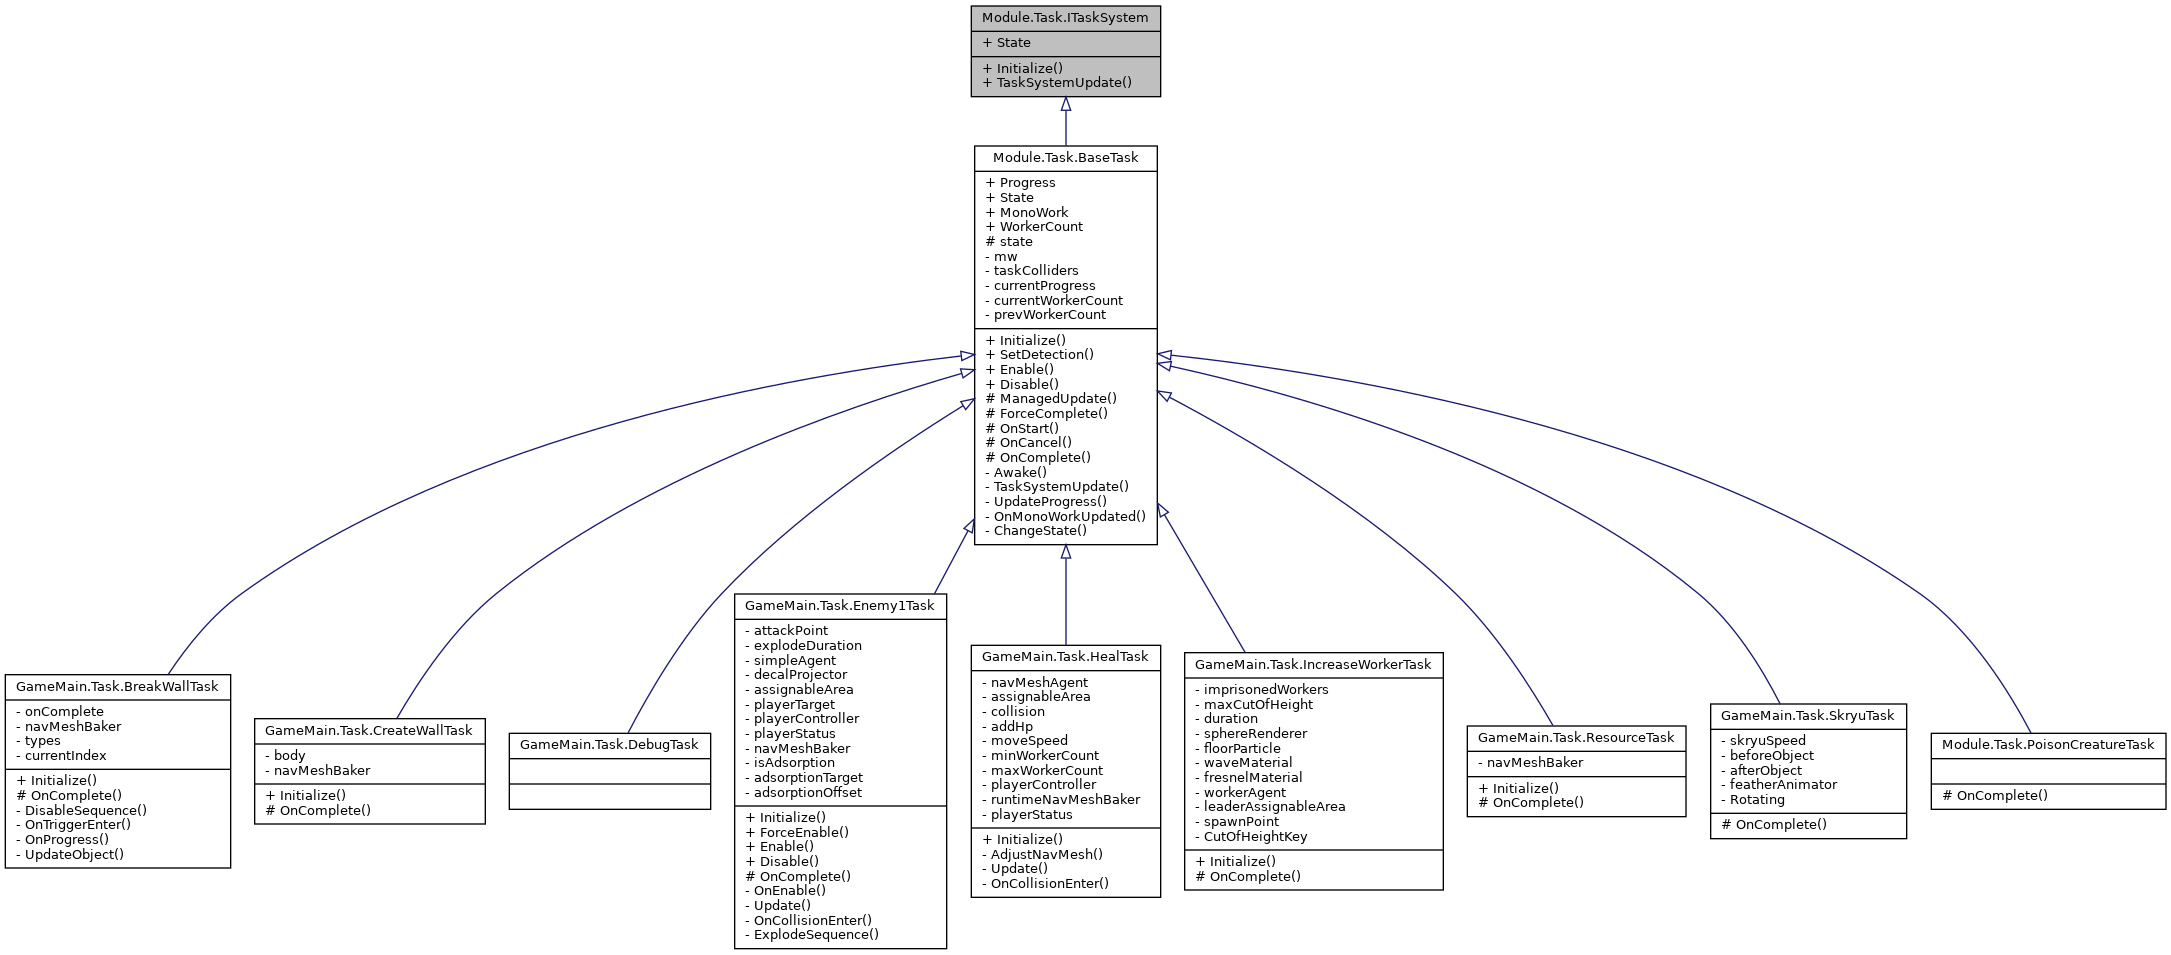 Module.Task.ITaskSystem
+ State
+ Initialize()
+ TaskSystemUpdate()
Module.Task.BaseTask
+ Progress
+ State
+ MonoWork
+ WorkerCount
# state
- mw
- taskColliders
- currentProgress
- currentWorkerCount
- prevWorkerCount
+ Initialize()
+ SetDetection()
+ Enable()
+ Disable()
# ManagedUpdate()
# ForceComplete()
# OnStart()
# OnCancel()
# OnComplete()
- Awake()
- TaskSystemUpdate()
- UpdateProgress()
- OnMonoWorkUpdated()
- ChangeState()
GameMain.Task.BreakWallTask
- onComplete
- navMeshBaker
- types
- currentIndex
+ Initialize()
# OnComplete()
- DisableSequence()
- OnTriggerEnter()
- OnProgress()
- UpdateObject()
GameMain.Task.CreateWallTask
- body
- navMeshBaker
+ Initialize()
# OnComplete()
GameMain.Task.DebugTask
GameMain.Task.Enemy1Task
- attackPoint
- explodeDuration
- simpleAgent
- decalProjector
- assignableArea
- playerTarget
- playerController
- playerStatus
- navMeshBaker
- isAdsorption
- adsorptionTarget
- adsorptionOffset
+ Initialize()
+ ForceEnable()
+ Enable()
+ Disable()
# OnComplete()
- OnEnable()
- Update()
- OnCollisionEnter()
- ExplodeSequence()
GameMain.Task.HealTask
- navMeshAgent
- assignableArea
- collision
- addHp
- moveSpeed
- minWorkerCount
- maxWorkerCount
- playerController
- runtimeNavMeshBaker
- playerStatus
+ Initialize()
- AdjustNavMesh()
- Update()
- OnCollisionEnter()
GameMain.Task.IncreaseWorkerTask
- imprisonedWorkers
- maxCutOfHeight
- duration
- sphereRenderer
- floorParticle
- waveMaterial
- fresnelMaterial
- workerAgent
- leaderAssignableArea
- spawnPoint
- CutOfHeightKey
+ Initialize()
# OnComplete()
GameMain.Task.ResourceTask
- navMeshBaker
+ Initialize()
# OnComplete()
GameMain.Task.SkryuTask
- skryuSpeed
- beforeObject
- afterObject
- featherAnimator
- Rotating
# OnComplete()
Module.Task.PoisonCreatureTask
# OnComplete()